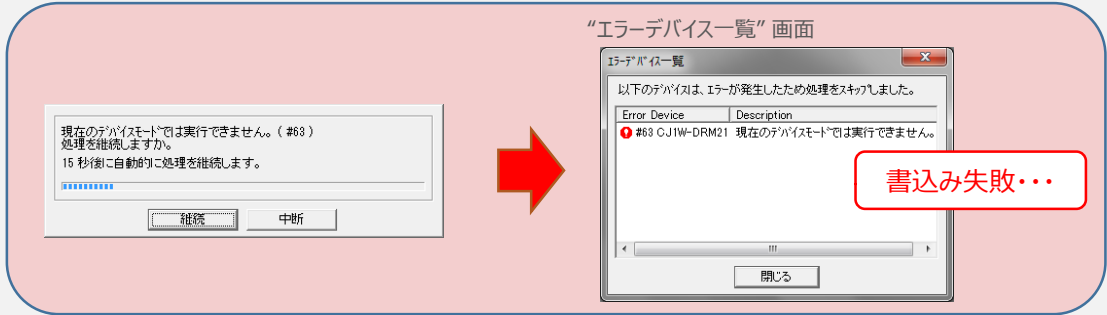 “エラーデバイス一覧” 画面
現在のデバイスモードでは実行できません。( #63 )
処理を継続しますか。
15 秒後に自動的に処理を継続します。
継続
中断
エラーデバイス一覧
以下のデバイスは、エラーが発生したため処理をスキップしました。
Error Device
Description
#63 CJ1W-DRM21 現在のデバイスモードでは実行できません。
書込み失敗・・・
閉じる